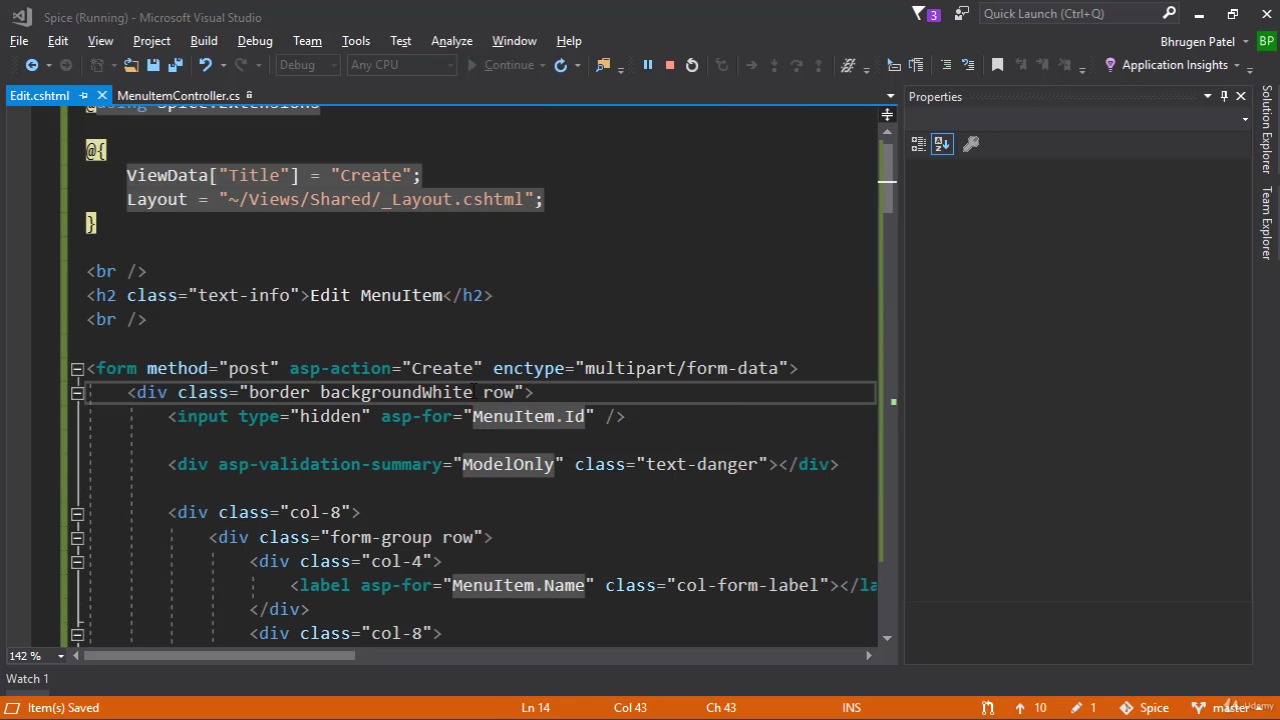 Spice (Running) - Microsoft Visual Studio
3
Quick Launch (Ctrl+Q)
File Edit View Project Build Debug Team Tools Test Analyze Window Help
Bhrugen Patel BP
Debug Any CPU Continue Application Insights
Edit.cshtml MenuItemController.cs
Properties
@using Spice.Extensions
@{
ViewData["Title"] = "Create";
Layout = "~/Views/Shared/_Layout.cshtml";
}
<br />
<h2 class="text-info">Edit MenuItem</h2>
<br />
<form method="post" asp-action="Create" enctype="multipart/form-data">
<div class="border backgroundWhite row">
<input type="hidden" asp-for="MenuItem.Id" />
<div asp-validation-summary="ModelOnly" class="text-danger"></div>
<div class="col-8">
<div class="form-group row">
<div class="col-4">
<label asp-for="MenuItem.Name" class="col-form-label"></la
</div>
<div class="col-8">
Solution Explorer
Team Explorer
142 %
Watch 1
Item(s) Saved Ln 14 Col 43 Ch 43 INS 10 1 Spice master
Udemy